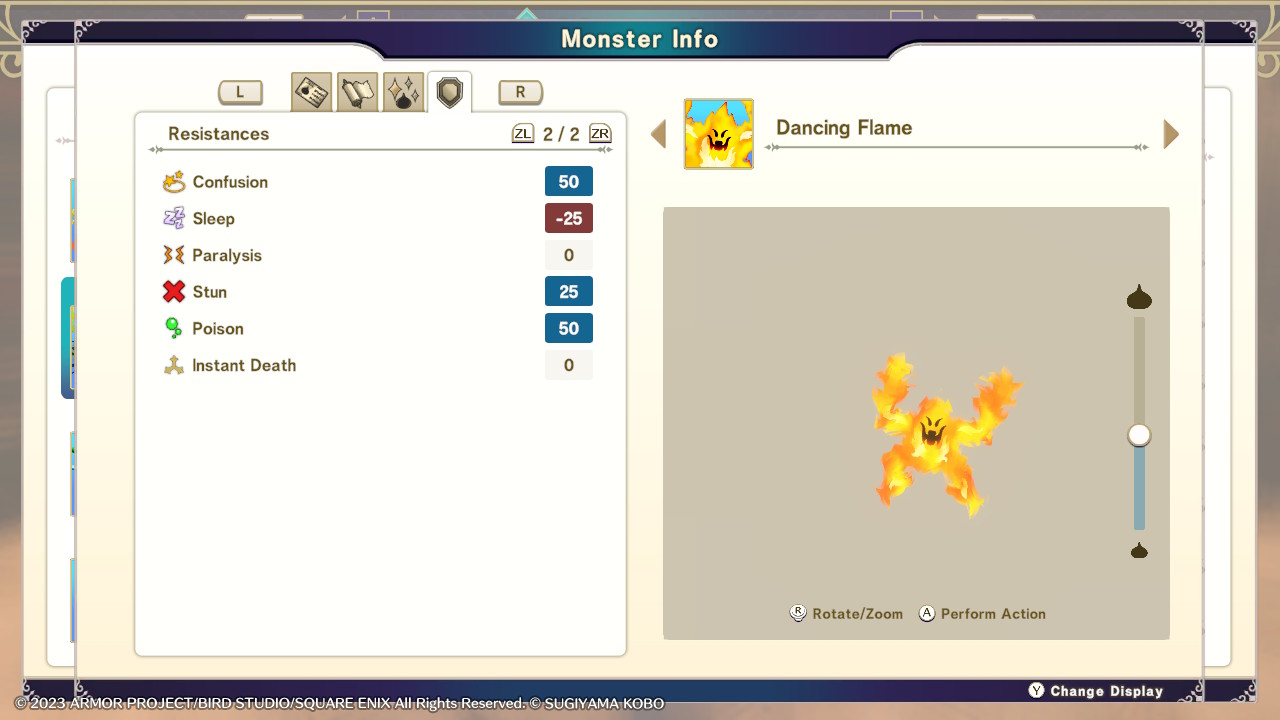 Monster Info
L
R
Resistances
ZL 2 / 2 ZR
Confusion 50
Sleep -25
Paralysis 0
Stun 25
Poison 50
Instant Death 0
Dancing Flame
R Rotate/Zoom A Perform Action
Y Change Display
© 2023 ARMOR PROJECT/BIRD STUDIO/SQUARE ENIX All Rights Reserved. © SUGIYAMA KOBO